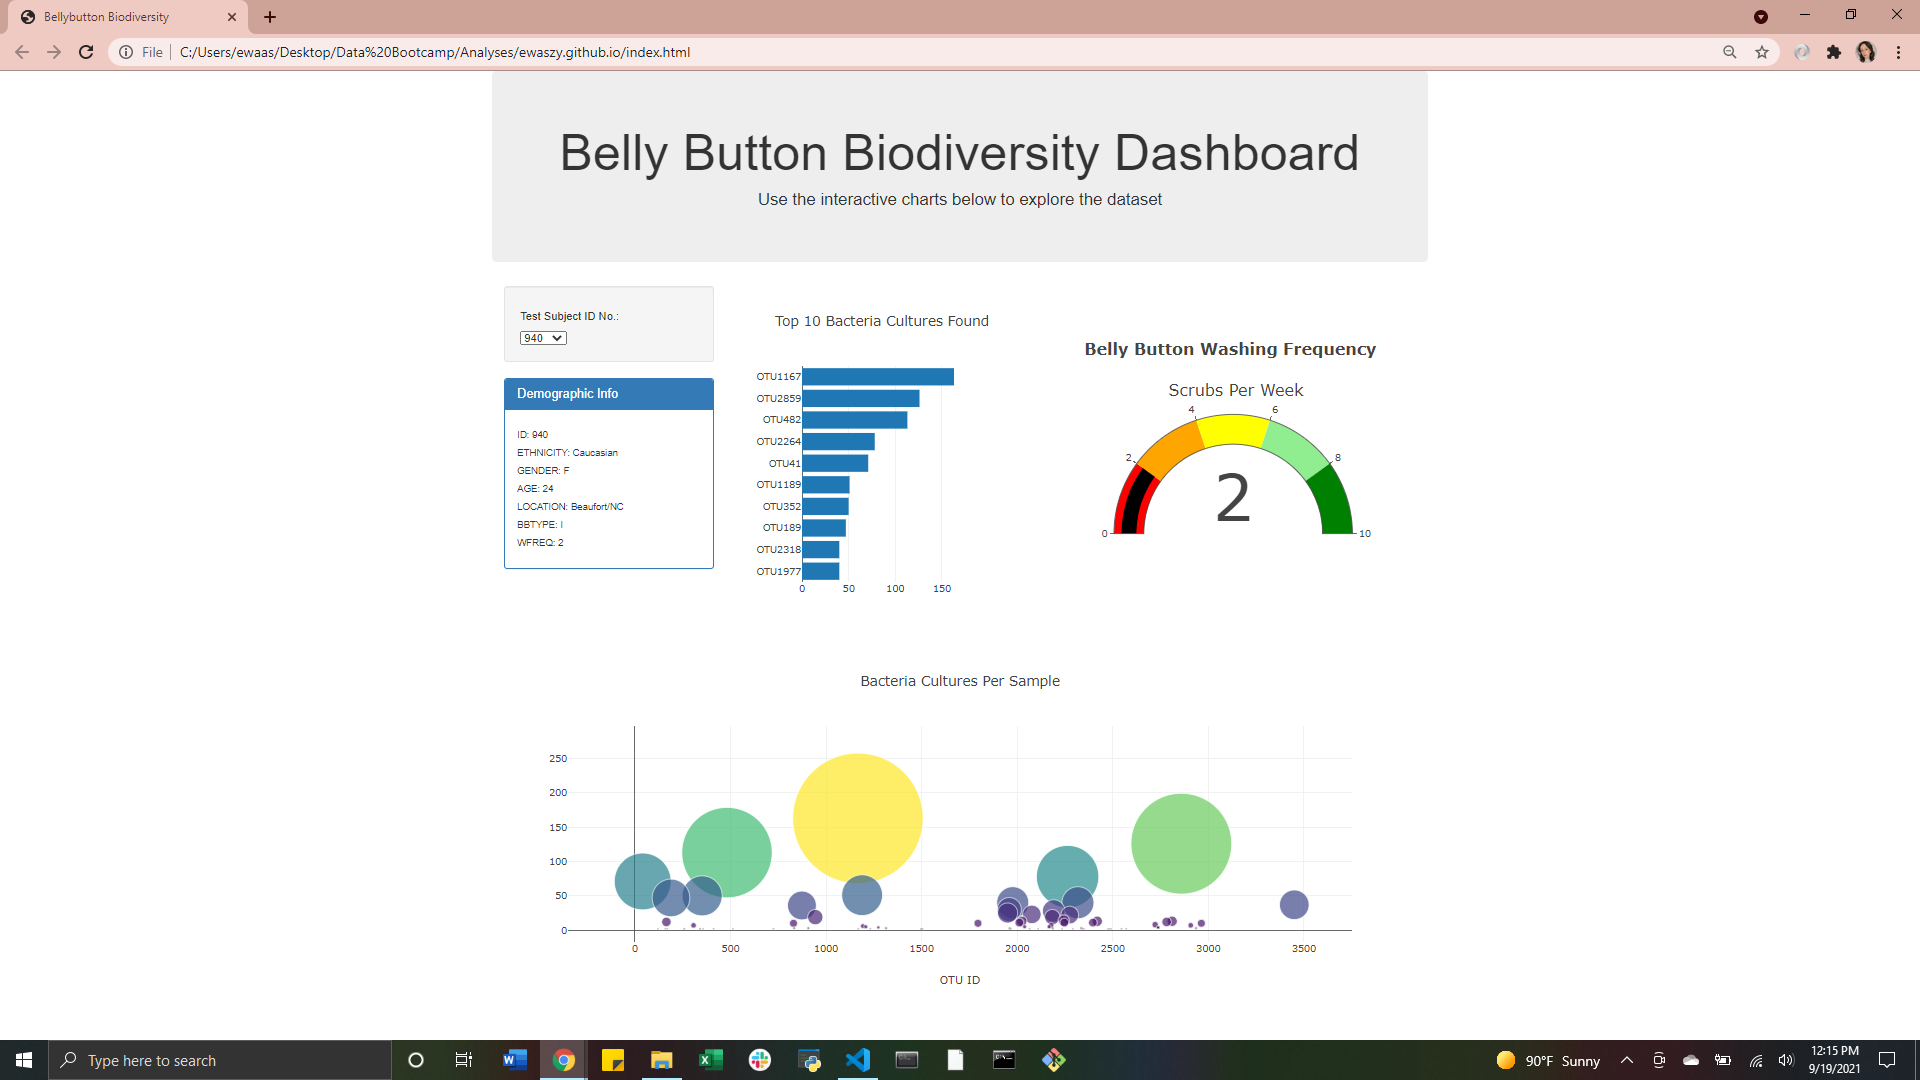 Bellybutton Biodiversity
File
C:/Users/ewaas/Desktop/Data%20Bootcamp/Analyses/ewaszy.github.io/index.html
Belly Button Biodiversity Dashboard
Use the interactive charts below to explore the dataset
Test Subject ID No.:
940
Demographic Info
ID: 940
ETHNICITY: Caucasian
GENDER: F
AGE: 24
LOCATION: Beaufort/NC
BBTYPE: I
WFREQ: 2
Top 10 Bacteria Cultures Found
OTU1167
OTU2859
OTU482
OTU2264
OTU41
OTU1189
OTU352
OTU189
OTU2318
OTU1977
0 50 100 150
Belly Button Washing Frequency
Scrubs Per Week
0 2 4 6 8 10
2
Bacteria Cultures Per Sample
250
200
150
100
50
0
0 500 1000 1500 2000 2500 3000 3500
OTU ID
Type here to search
90°F Sunny
12:15 PM
9/19/2021